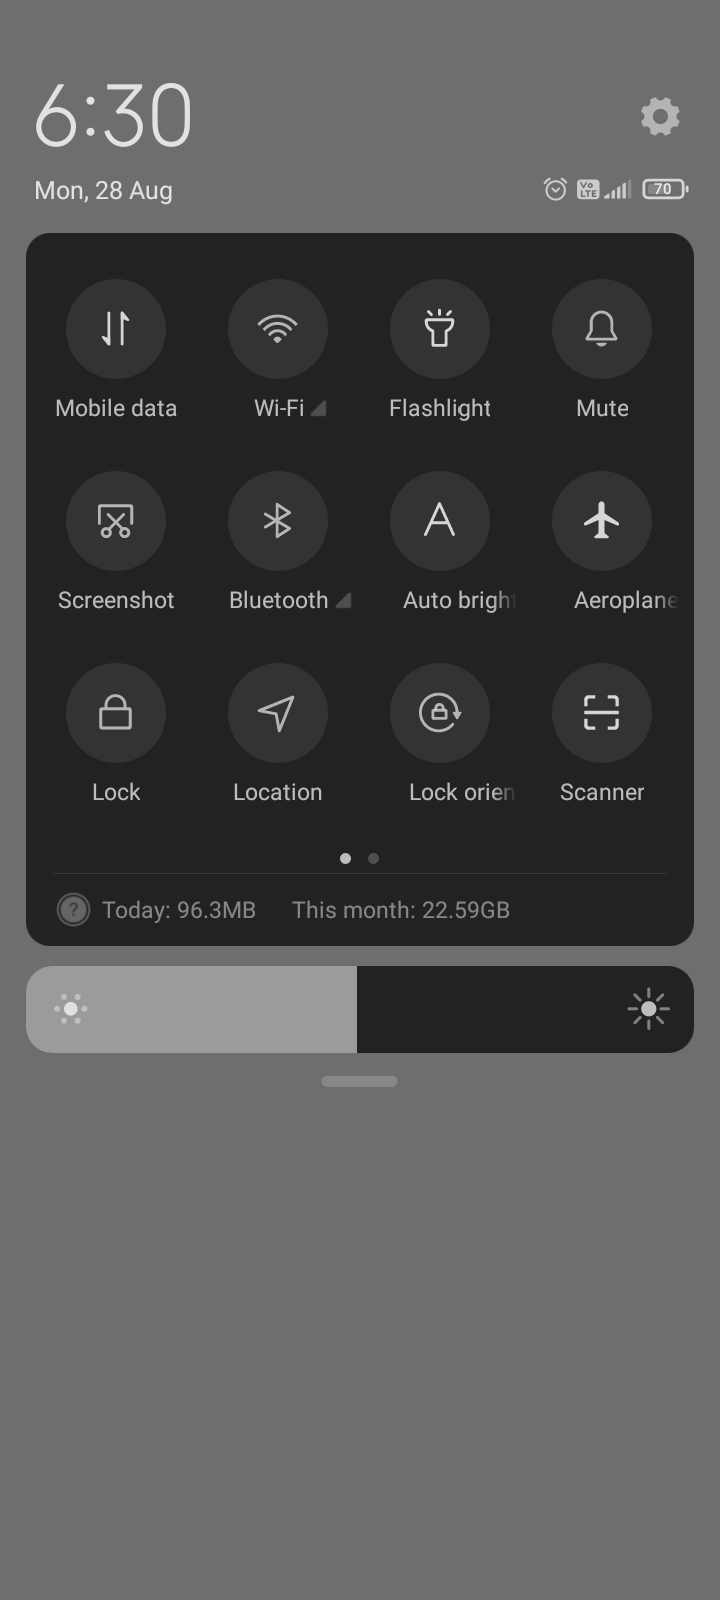 6:30
Mon, 28 Aug
Vo LTE 70
Mobile data Wi-Fi Flashlight Mute
Screenshot Bluetooth Auto bright Aeroplane
Lock Location Lock orien Scanner
? Today: 96.3MB This month: 22.59GB